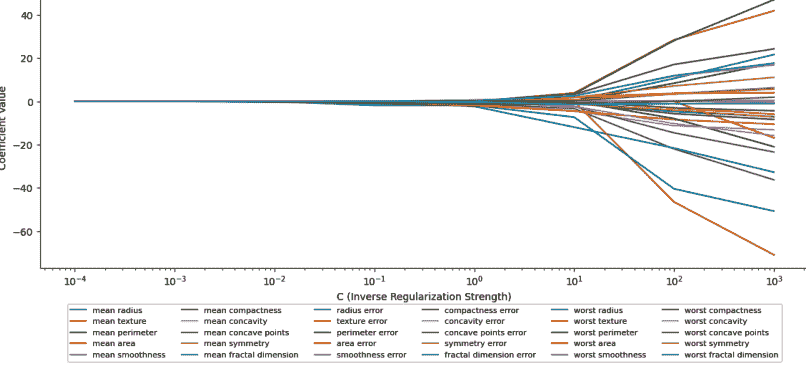 40
20
0
−20
−40
−60
Coefficient Value
10⁻⁴ 10⁻³ 10⁻² 10⁻¹ 10⁰ 10¹ 10² 10³
C (Inverse Regularization Strength)
mean radius mean compactness radius error compactness error worst radius worst compactness
mean texture mean concavity texture error concavity error worst texture worst concavity
mean perimeter mean concave points perimeter error concave points error worst perimeter worst concave points
mean area mean symmetry area error symmetry error worst area worst symmetry
mean smoothness mean fractal dimension smoothness error fractal dimension error worst smoothness worst fractal dimension